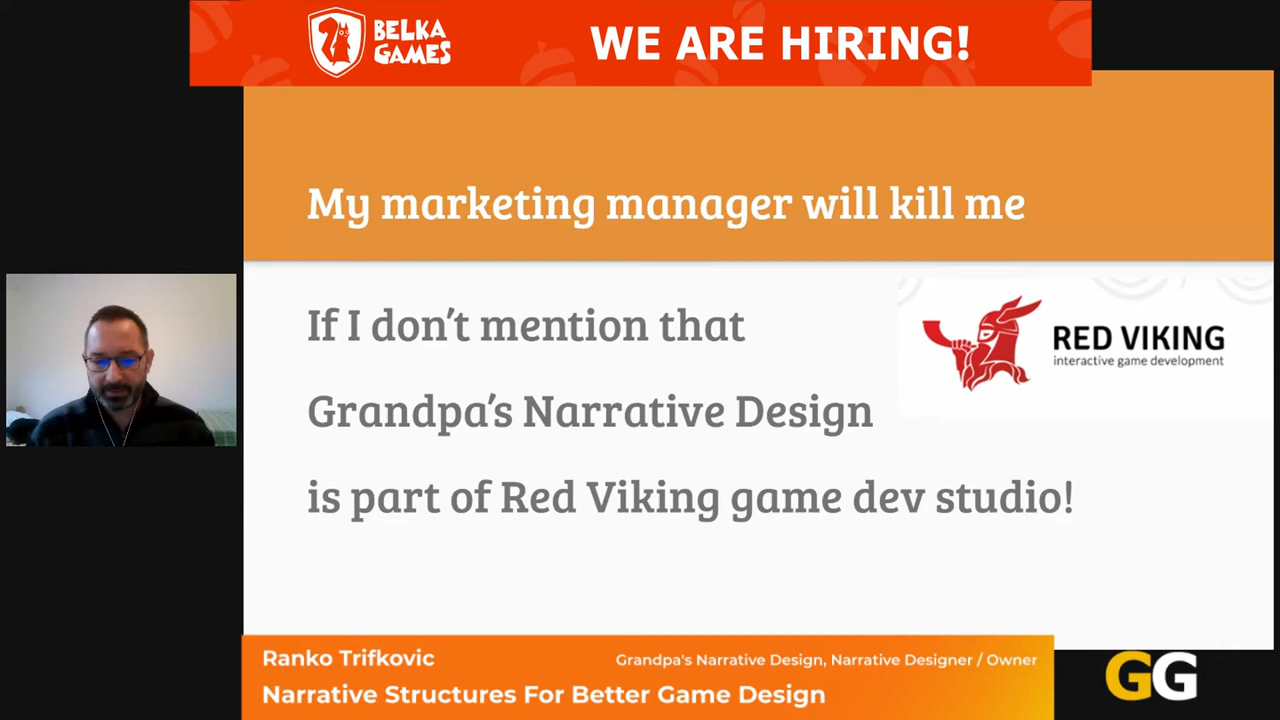 BELKA
GAMES
WE ARE HIRING!
My marketing manager will kill me
If I don’t mention that
Grandpa’s Narrative Design
is part of Red Viking game dev studio!
RED VIKING
interactive game development
Ranko Trifkovic
Grandpa's Narrative Design, Narrative Designer / Owner
Narrative Structures For Better Game Design
GG